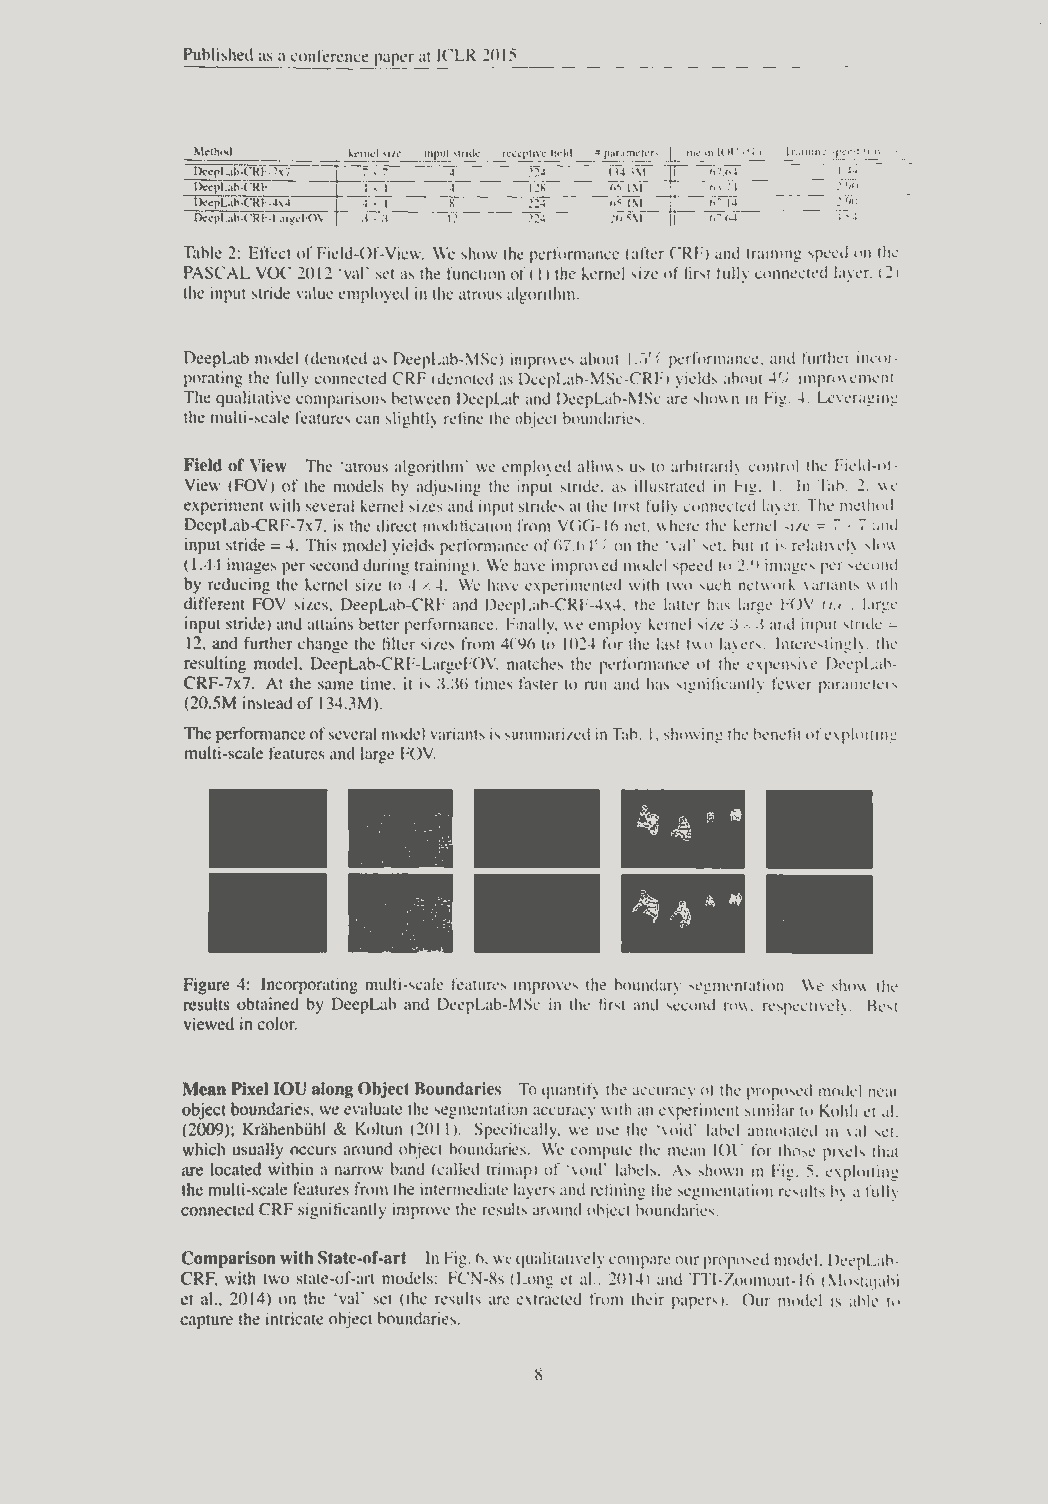 Published as a conference paper at ICLR 2015
Method kernel size input stride receptive field # parameters mean IOU (%) Training speed
DeepLab-CRF-7x7 7 × 7 4 224 134.3M 67.64 1.44
DeepLab-CRF 4 × 4 4 128 65.1M 63.74 2.90
DeepLab-CRF-4x4 4 × 4 8 224 65.1M 67.14 2.90
DeepLab-CRF-LargeFOV 3 × 3 12 224 20.5M 67.64 4.84
Table 2: Effect of Field-Of-View. We show the performance (after CRF) and training speed on the
PASCAL VOC 2012 ‘val’ set as the function of (1) the kernel size of first fully connected layer, (2)
the input stride value employed in the atrous algorithm.
DeepLab model (denoted as DeepLab-MSc) improves about 1.5% performance, and further incor-
porating the fully connected CRF (denoted as DeepLab-MSc-CRF) yields about 4% improvement.
The qualitative comparisons between DeepLab and DeepLab-MSc are shown in Fig. 4. Leveraging
the multi-scale features can slightly refine the object boundaries.
Field of View The ‘atrous algorithm’ we employed allows us to arbitrarily control the Field-of-
View (FOV) of the models by adjusting the input stride, as illustrated in Fig. 1. In Tab. 2, we
experiment with several kernel sizes and input strides at the first fully connected layer. The method,
DeepLab-CRF-7x7, is the direct modification from VGG-16 net, where the kernel size = 7 × 7 and
input stride = 4. This model yields performance of 67.64% on the ‘val’ set, but it is relatively slow
(1.44 images per second during training). We have improved model speed to 2.9 images per second
by reducing the kernel size to 4 × 4. We have experimented with two such network variants with
different FOV sizes, DeepLab-CRF and DeepLab-CRF-4x4, the latter has large FOV (i.e., large
input stride) and attains better performance. Finally, we employ kernel size 3 × 3 and input stride =
12, and further change the filter sizes from 4096 to 1024 for the last two layers. Interestingly, the
resulting model, DeepLab-CRF-LargeFOV, matches the performance of the expensive DeepLab-
CRF-7x7. At the same time, it is 3.36 times faster to run and has significantly fewer parameters
(20.5M instead of 134.3M).
The performance of several model variants is summarized in Tab. 1, showing the benefit of exploiting
multi-scale features and large FOV.
Figure 4: Incorporating multi-scale features improves the boundary segmentation. We show the
results obtained by DeepLab and DeepLab-MSc in the first and second row, respectively. Best
viewed in color.
Mean Pixel IOU along Object Boundaries To quantify the accuracy of the proposed model near
object boundaries, we evaluate the segmentation accuracy with an experiment similar to Kohli et al.
(2009); Krähenbühl & Koltun (2011). Specifically, we use the ‘void’ label annotated in val set,
which usually occurs around object boundaries. We compute the mean IOU for those pixels that
are located within a narrow band (called trimap) of ‘void’ labels. As shown in Fig. 5, exploiting
the multi-scale features from the intermediate layers and refining the segmentation results by a fully
connected CRF significantly improve the results around object boundaries.
Comparison with State-of-art In Fig. 6, we qualitatively compare our proposed model, DeepLab-
CRF, with two state-of-art models: FCN-8s (Long et al., 2014) and TTI-Zoomout-16 (Mostajabi
et al., 2014) on the ‘val’ set (the results are extracted from their papers). Our model is able to
capture the intricate object boundaries.
8